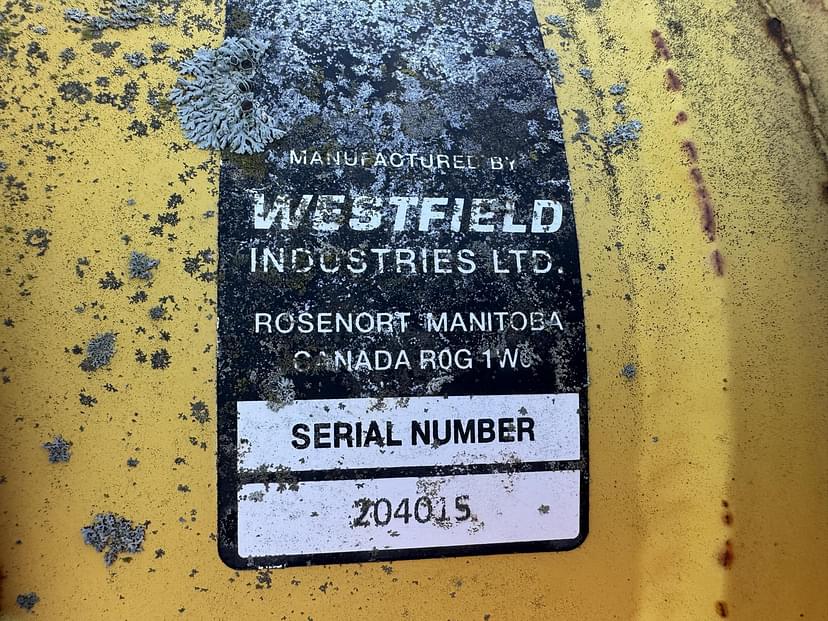 MANUFACTURED BY
WESTFIELD
INDUSTRIES LTD.
ROSENORT MANITOBA
CANADA R0G 1W0
SERIAL NUMBER
204015